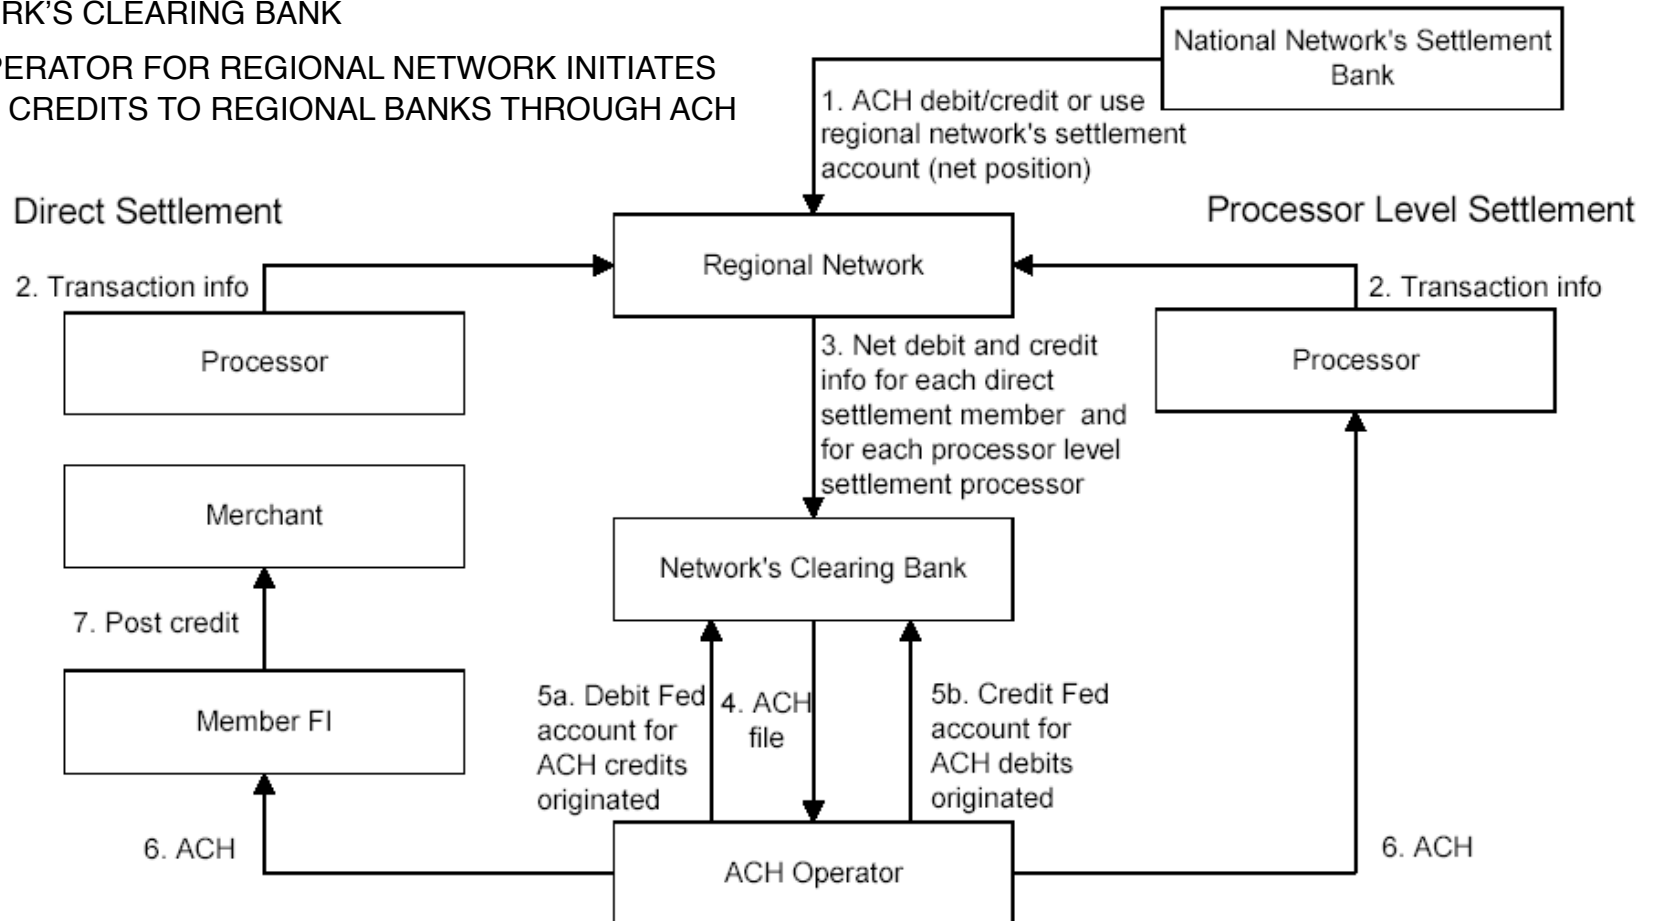 RK'S CLEARING BANK
PERATOR FOR REGIONAL NETWORK INITIATES
CREDITS TO REGIONAL BANKS THROUGH ACH
National Network's Settlement
Bank
1. ACH debit/credit or use
regional network's settlement
account (net position)
Direct Settlement
Processor Level Settlement
Regional Network
2. Transaction info
2. Transaction info
Processor
Processor
3. Net debit and credit
info for each direct
settlement member and
for each processor level
settlement processor
Merchant
Network's Clearing Bank
7. Post credit
Member FI
5a. Debit Fed
account for
ACH credits
originated
4. ACH
file
5b. Credit Fed
account for
ACH debits
originated
6. ACH
6. ACH
ACH Operator